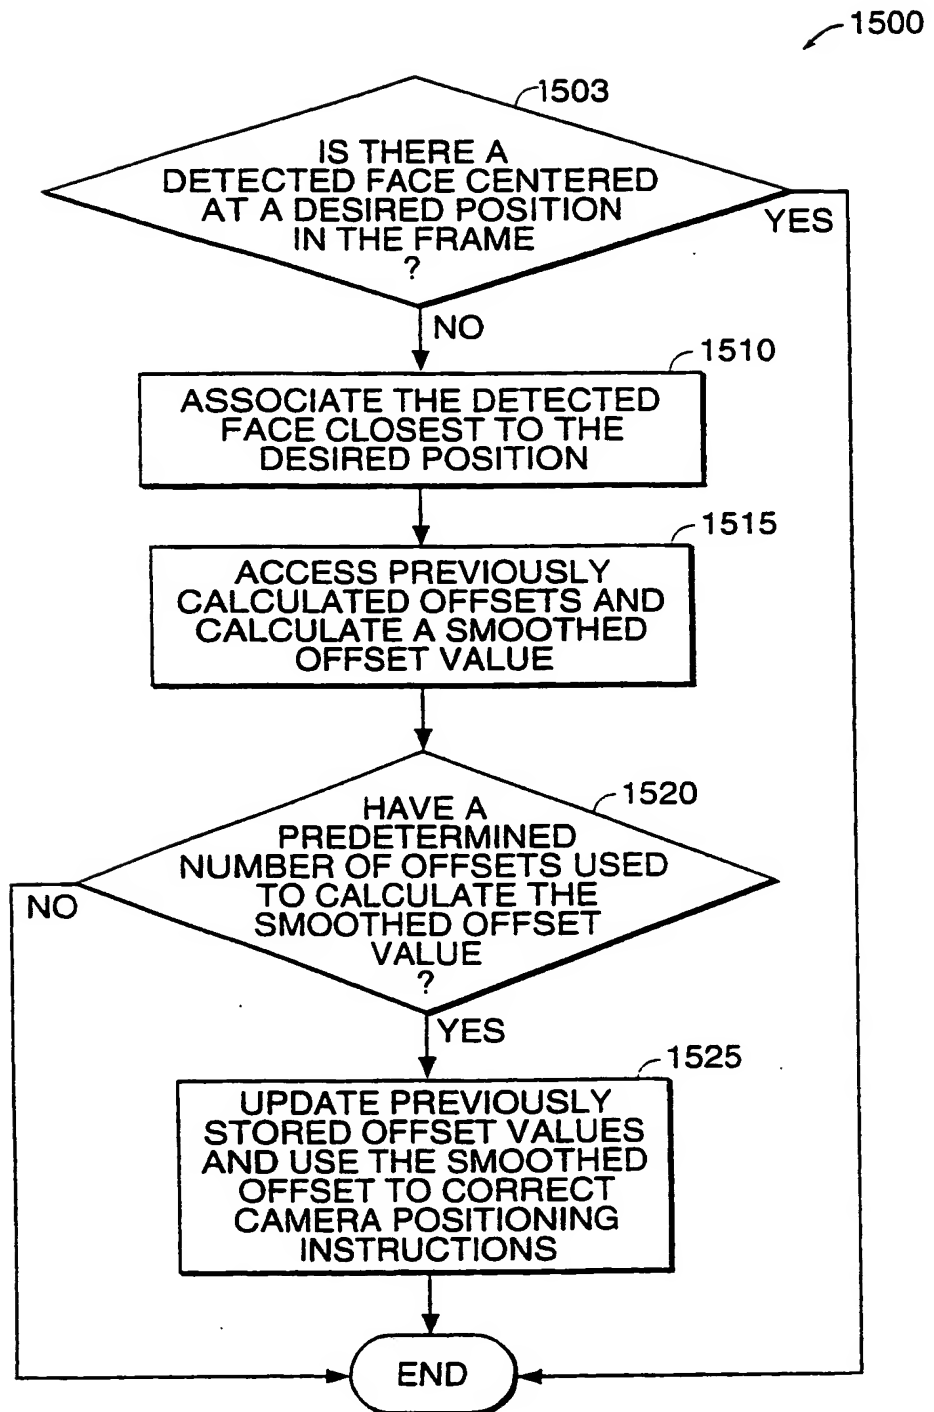 1500
1503
IS THERE A
DETECTED FACE CENTERED
AT A DESIRED POSITION
IN THE FRAME
?
YES
NO
1510
ASSOCIATE THE DETECTED
FACE CLOSEST TO THE
DESIRED POSITION
1515
ACCESS PREVIOUSLY
CALCULATED OFFSETS AND
CALCULATE A SMOOTHED
OFFSET VALUE
1520
HAVE A
PREDETERMINED
NUMBER OF OFFSETS USED
TO CALCULATE THE
SMOOTHED OFFSET
VALUE
?
NO
YES
1525
UPDATE PREVIOUSLY
STORED OFFSET VALUES
AND USE THE SMOOTHED
OFFSET TO CORRECT
CAMERA POSITIONING
INSTRUCTIONS
END